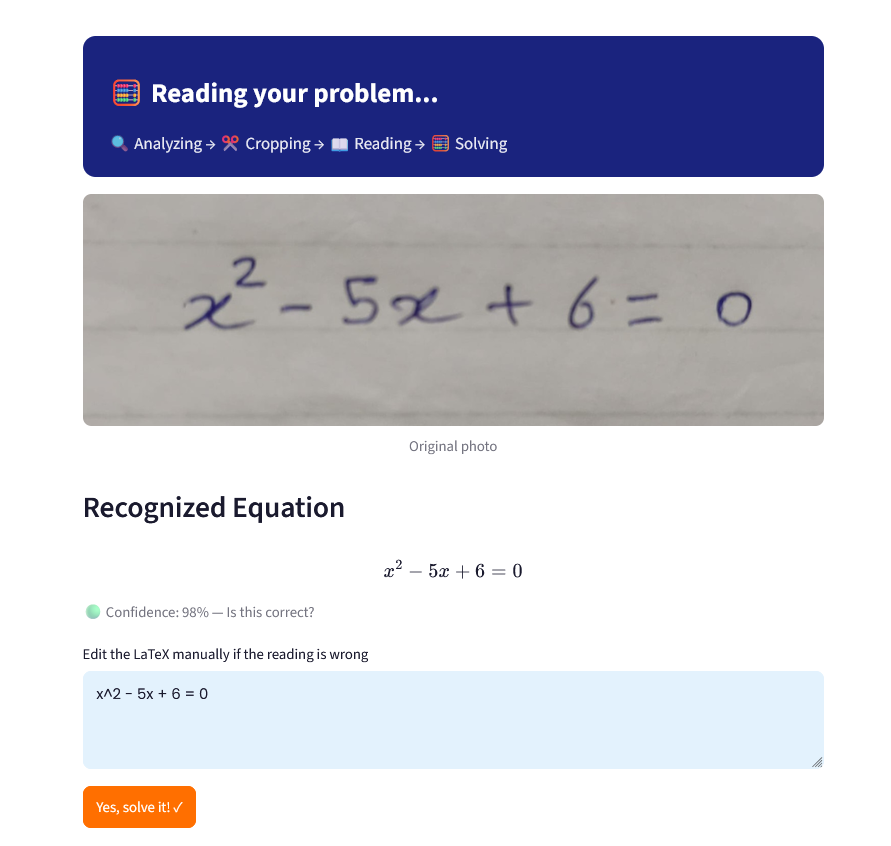 🧮 Reading your problem...
🔍 Analyzing → ✂️ Cropping → 📖 Reading → 🧮 Solving
x² - 5x + 6 = 0
Original photo
Recognized Equation
x² − 5x + 6 = 0
🟢 Confidence: 98% — Is this correct?
Edit the LaTeX manually if the reading is wrong
x^2 - 5x + 6 = 0
Yes, solve it! ✓